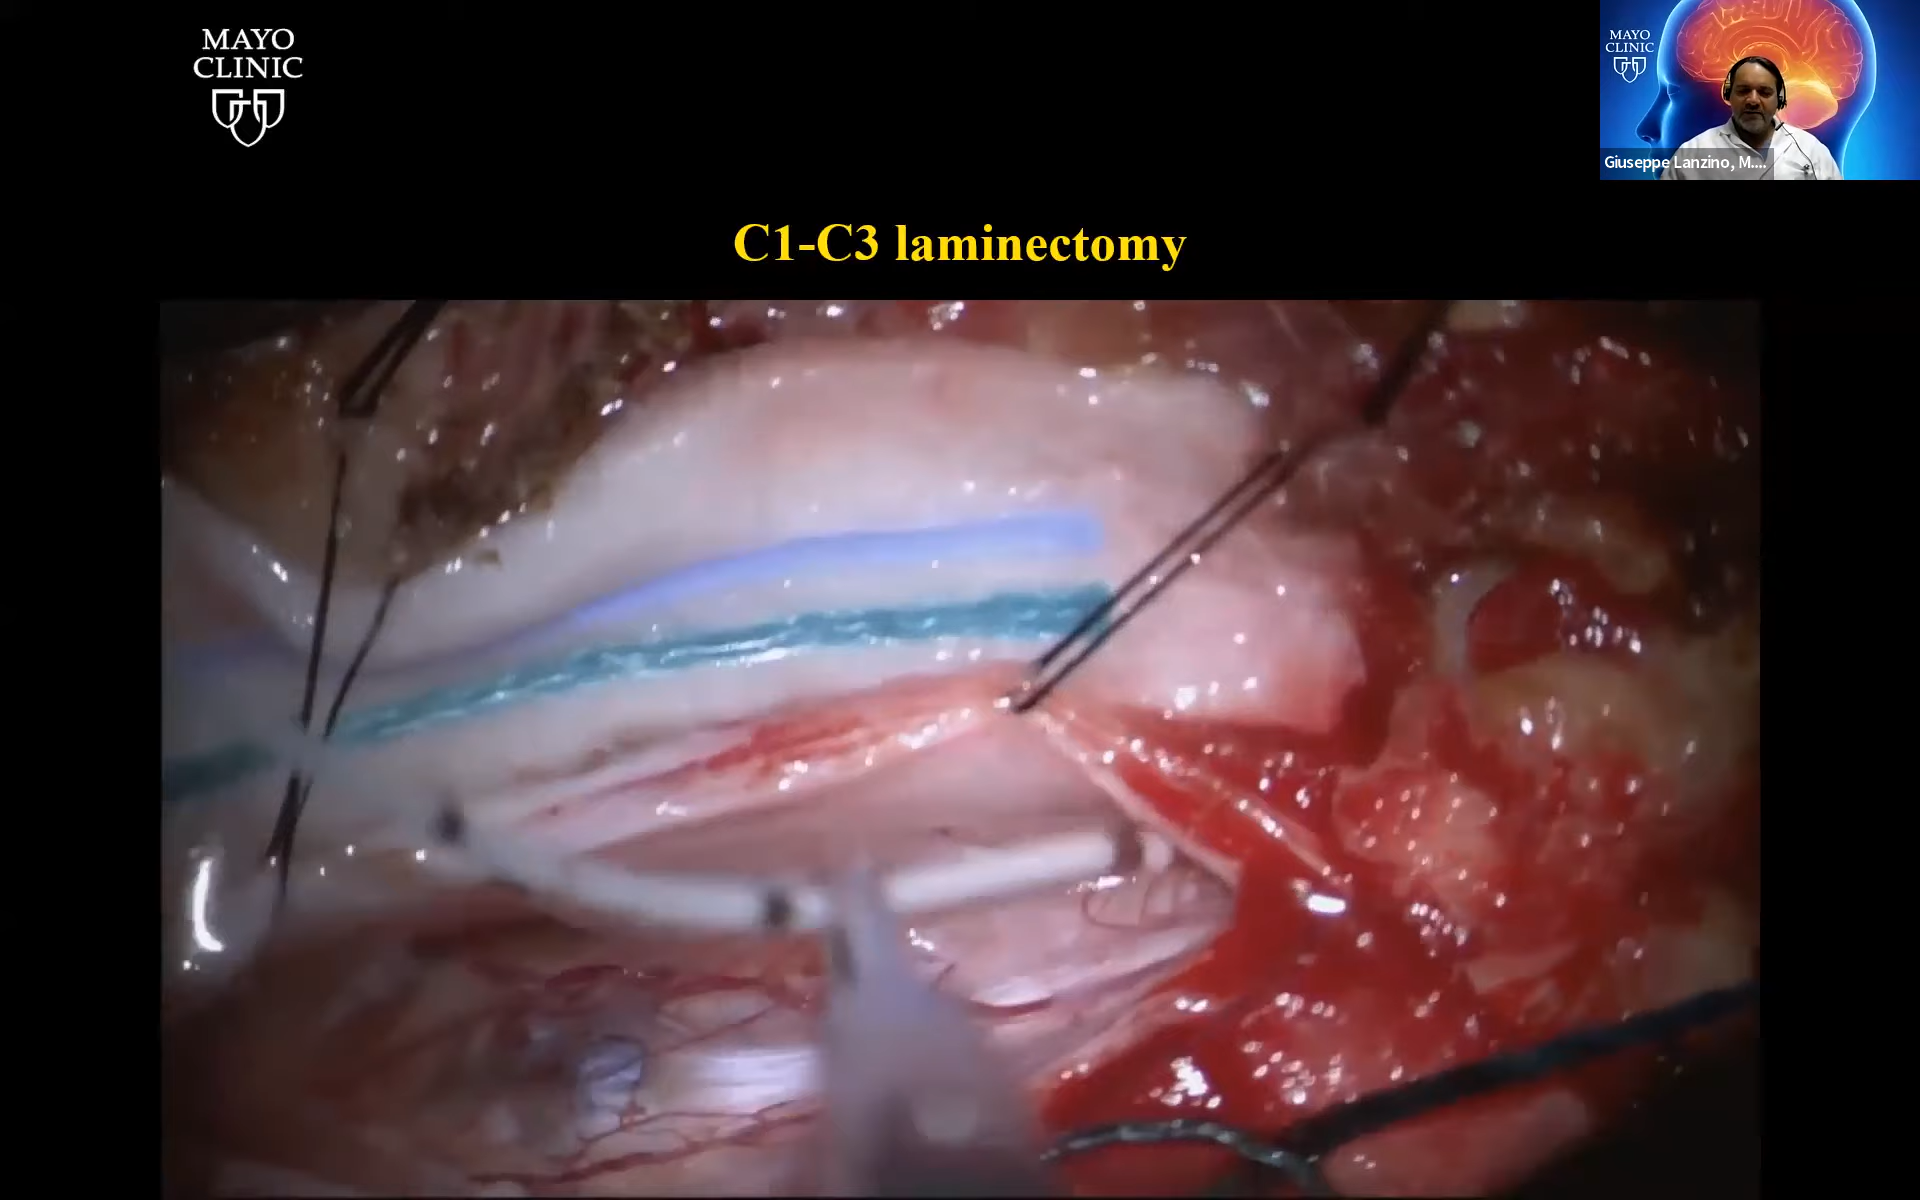 MAYO
CLINIC
MAYO
CLINIC
Giuseppe Lanzino, M....
C1-C3 laminectomy